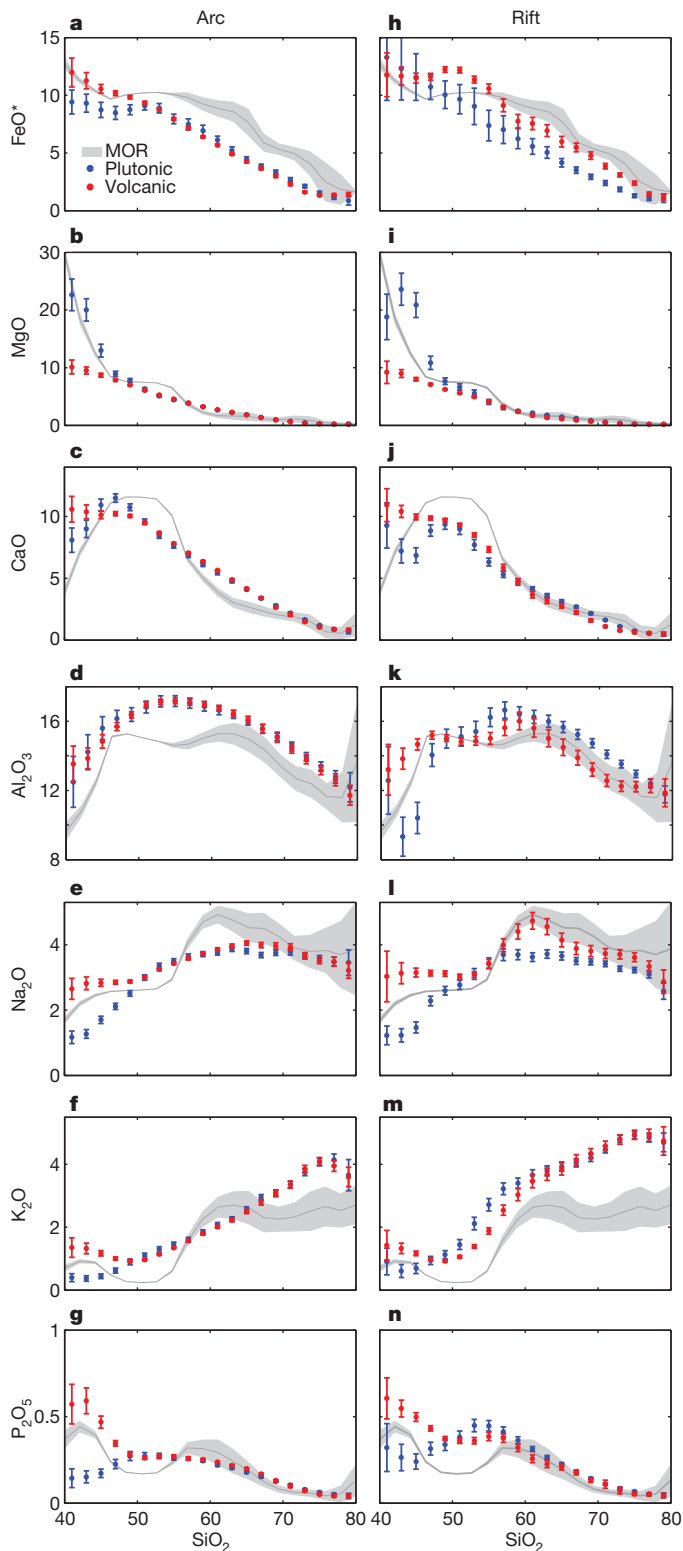 Arc Rift
a h
15
10
5
0
FeO*
MOR
Plutonic
Volcanic
b i
30
20
10
0
MgO
c j
10
5
0
CaO
d k
16
12
8
Al2O3
e l
4
2
0
Na2O
f m
4
2
0
K2O
g n
1
0.5
0
P2O5
40 50 60 70 80 40 50 60 70 80
SiO2 SiO2